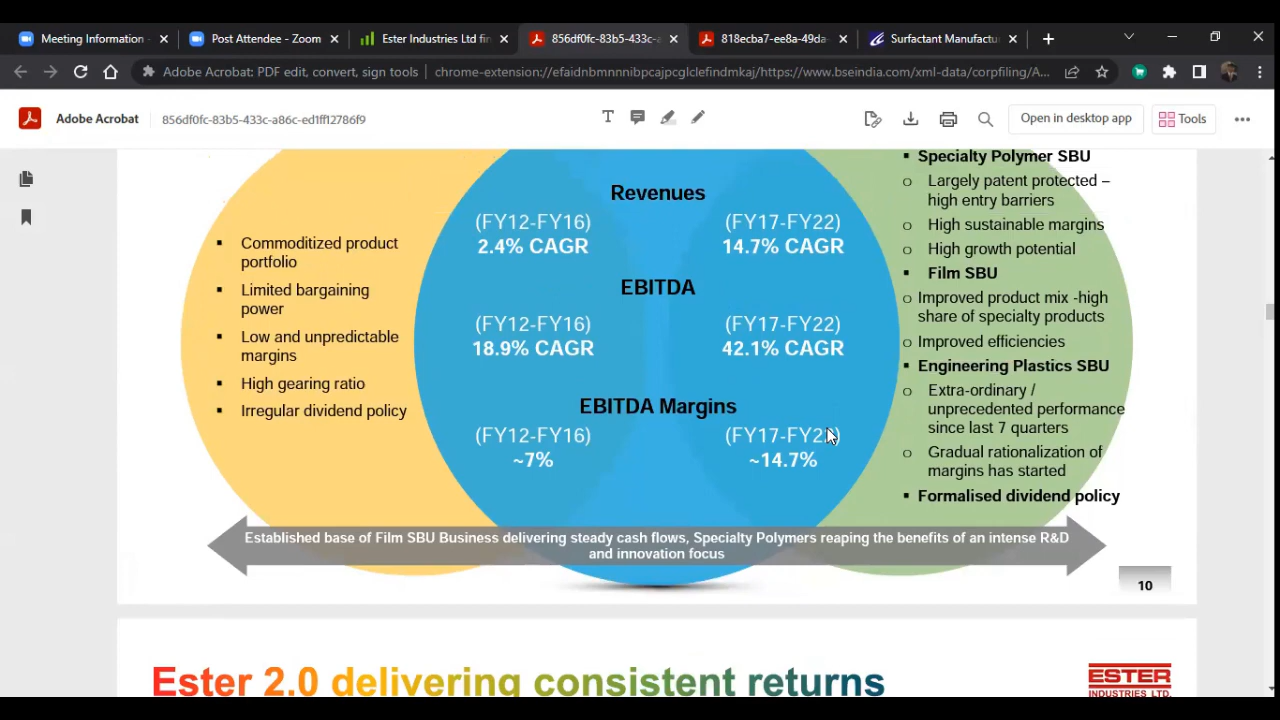 Meeting Information -
Post Attendee - Zoom
Ester Industries Ltd fin
856df0fc-83b5-433c-a
818ecba7-ee8a-49da-
Surfactant Manufactu
Adobe Acrobat: PDF edit, convert, sign tools
chrome-extension://efaidnbmnnnibpcajpcglclefindmkaj/https://www.bseindia.com/xml-data/corpfiling/A...
Adobe Acrobat
856df0fc-83b5-433c-a86c-ed1ff12786f9
Open in desktop app
Tools
Commoditized product
portfolio
Limited bargaining
power
Low and unpredictable
margins
High gearing ratio
Irregular dividend policy
Revenues
(FY12-FY16)
2.4% CAGR
(FY17-FY22)
14.7% CAGR
EBITDA
(FY12-FY16)
18.9% CAGR
(FY17-FY22)
42.1% CAGR
EBITDA Margins
(FY12-FY16)
~7%
(FY17-FY22)
~14.7%
Specialty Polymer SBU
Largely patent protected –
high entry barriers
High sustainable margins
High growth potential
Film SBU
Improved product mix -high
share of specialty products
Improved efficiencies
Engineering Plastics SBU
Extra-ordinary /
unprecedented performance
since last 7 quarters
Gradual rationalization of
margins has started
Formalised dividend policy
Established base of Film SBU Business delivering steady cash flows, Specialty Polymers reaping the benefits of an intense R&D
and innovation focus
10
Ester 2.0 delivering consistent returns
ESTER
INDUSTRIES LTD.